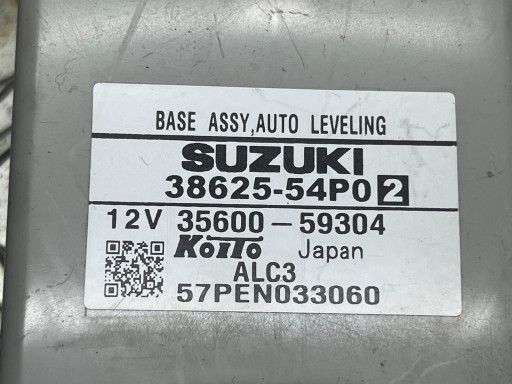 BASE ASSY,AUTO LEVELING
SUZUKI
38625-54P0 2
12V 35600-59304
KOITO Japan
ALC3
57PEN033060